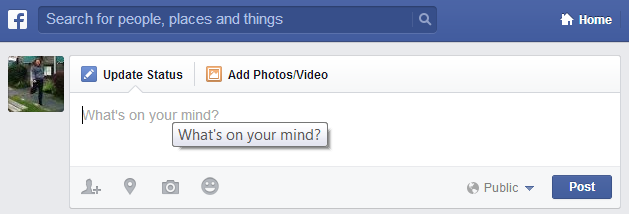 f Search for people, places and things Home
Update Status Add Photos/Video
What's on your mind?
What's on your mind?
Public Post